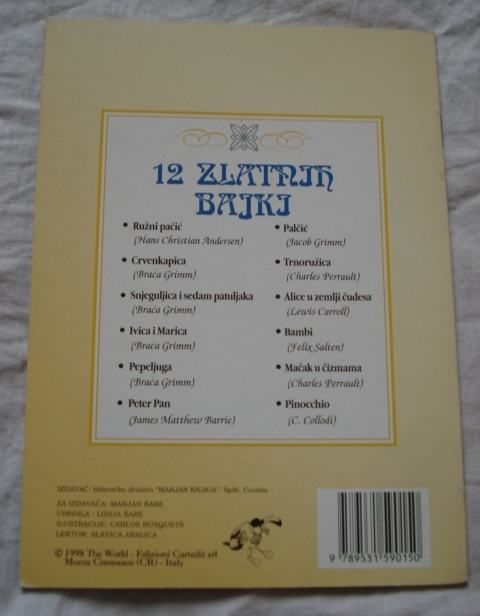 12 ZLATNIH
BAJKI
• Ružni pačić
(Hans Christian Andersen)
• Crvenkapica
(Braća Grimm)
• Snjeguljica i sedam patuljaka
(Braća Grimm)
• Ivica i Marica
(Braća Grimm)
• Pepeljuga
(Braća Grimm)
• Peter Pan
(James Matthew Barrie)
• Palčić
(Jacob Grimm)
• Trnoružica
(Charles Perrault)
• Alice u zemlji čudesa
(Lewis Carroll)
• Bambi
(Felix Salten)
• Mačak u čizmama
(Charles Perrault)
• Pinocchio
(C. Collodi)
IZDAVAČ: Izdavačko društvo "MARJAN KNJIGA", Split, Croatia
ZA IZDAVAČA: MARJAN ŠARE
UREDILA : LIDIJA ŠARE
ILUSTRACIJE: CARLOS BUSQUETS
LEKTOR: SLAVICA ARALICA
© 1998 The World - Edizioni Cartedit srl
Monte Cremasco (CR) - Italy
9 789531 590150